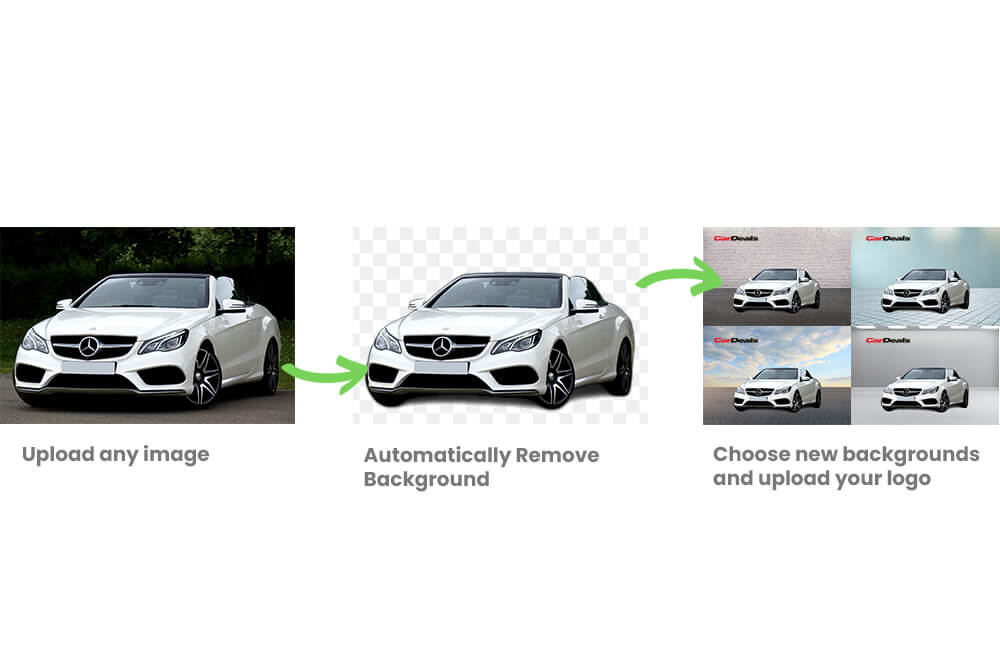 CarDeals
CarDeals
CarDeals
CarDeals
Upload any image
Automatically Remove
Background
Choose new backgrounds
and upload your logo